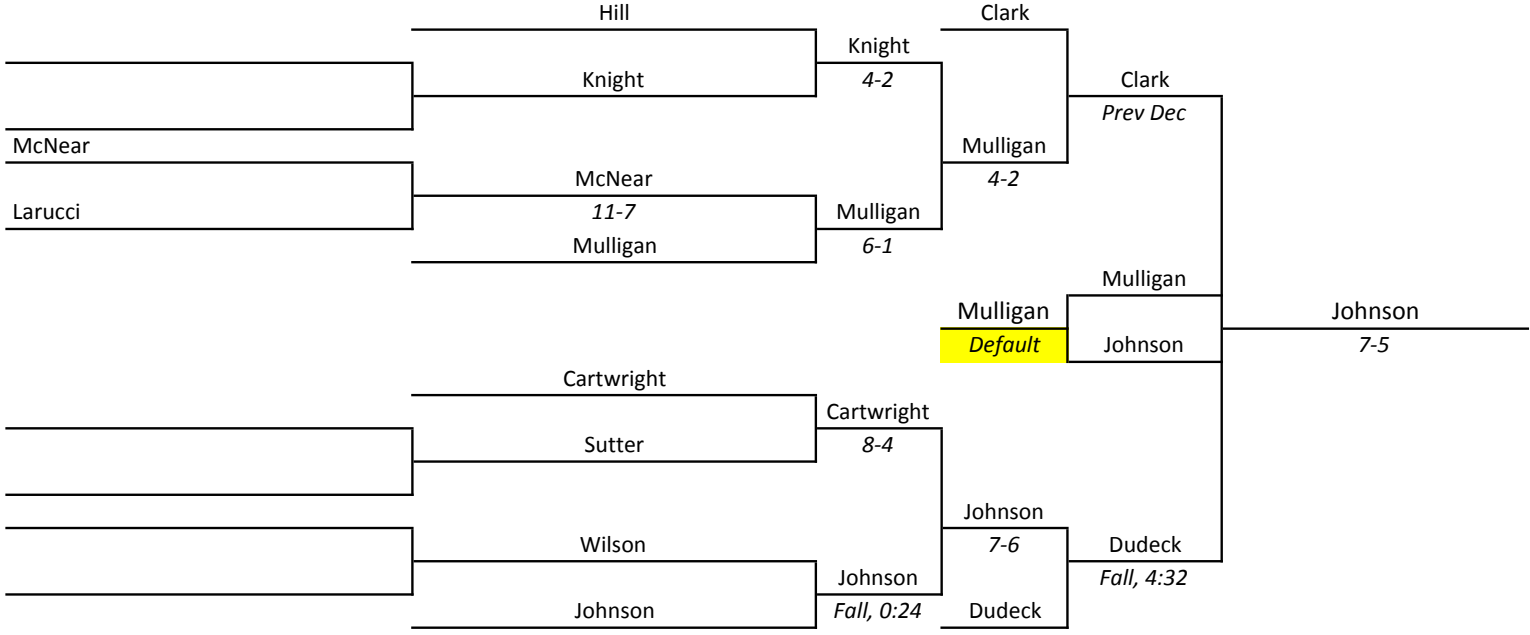 Hill
Clark
Knight
Knight
4-2
Clark
Prev Dec
McNear
Mulligan
4-2
McNear
11-7
Larucci
Mulligan
6-1
Mulligan
Mulligan
Mulligan
Default
Johnson
Johnson
7-5
Cartwright
Cartwright
8-4
Sutter
Johnson
7-6
Wilson
Dudeck
Fall, 4:32
Johnson
Fall, 0:24
Johnson
Dudeck